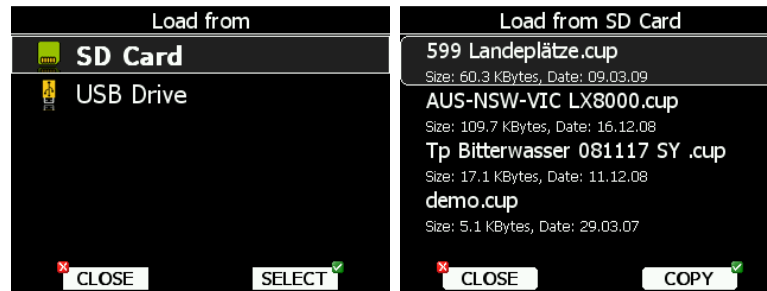 Load from
SD Card
USB Drive
CLOSE
SELECT
Load from SD Card
599 Landeplätze.cup
Size: 60.3 KBytes, Date: 09.03.09
AUS-NSW-VIC LX8000.cup
Size: 109.7 KBytes, Date: 16.12.08
Tp Bitterwasser 081117 SY .cup
Size: 17.1 KBytes, Date: 11.12.08
demo.cup
Size: 5.1 KBytes, Date: 29.03.07
CLOSE
COPY